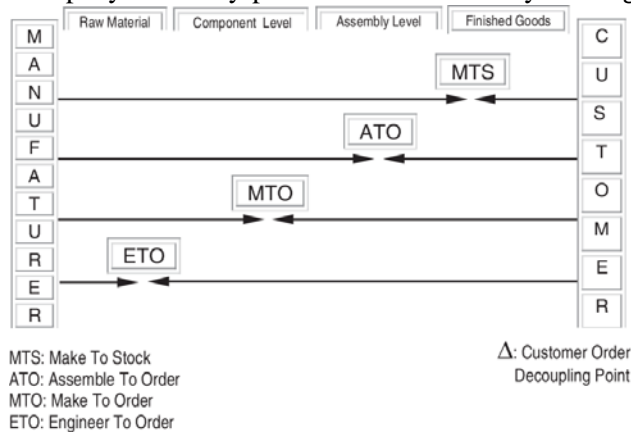 Raw Material
Component Level
Assembly Level
Finished Goods
M
A
N
U
F
A
T
U
R
E
R
C
U
S
T
O
M
E
R
MTS
ATO
MTO
ETO
MTS: Make To Stock
ATO: Assemble To Order
MTO: Make To Order
ETO: Engineer To Order
Δ: Customer Order
Decoupling Point